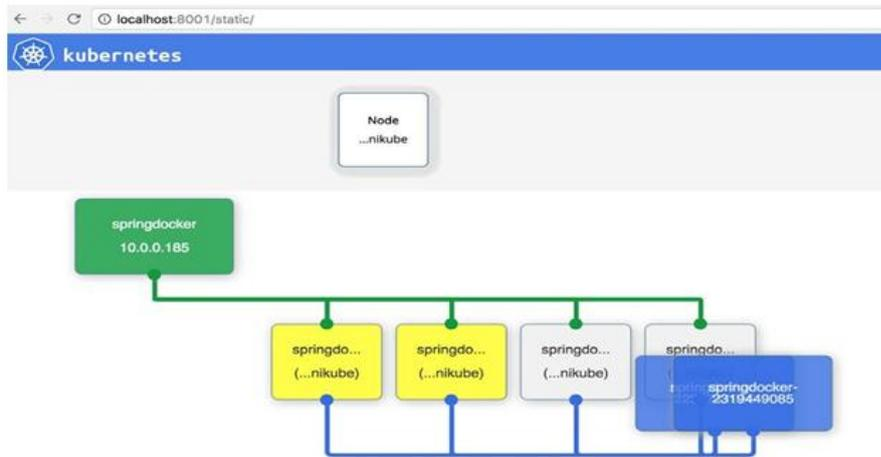 localhost:8001/static/
kubernetes
Node
...nikube
springdocker
10.0.0.185
springdo...
(...nikube)
springdo...
(...nikube)
springdo...
(...nikube)
springdo...
springdocker-
2319449085